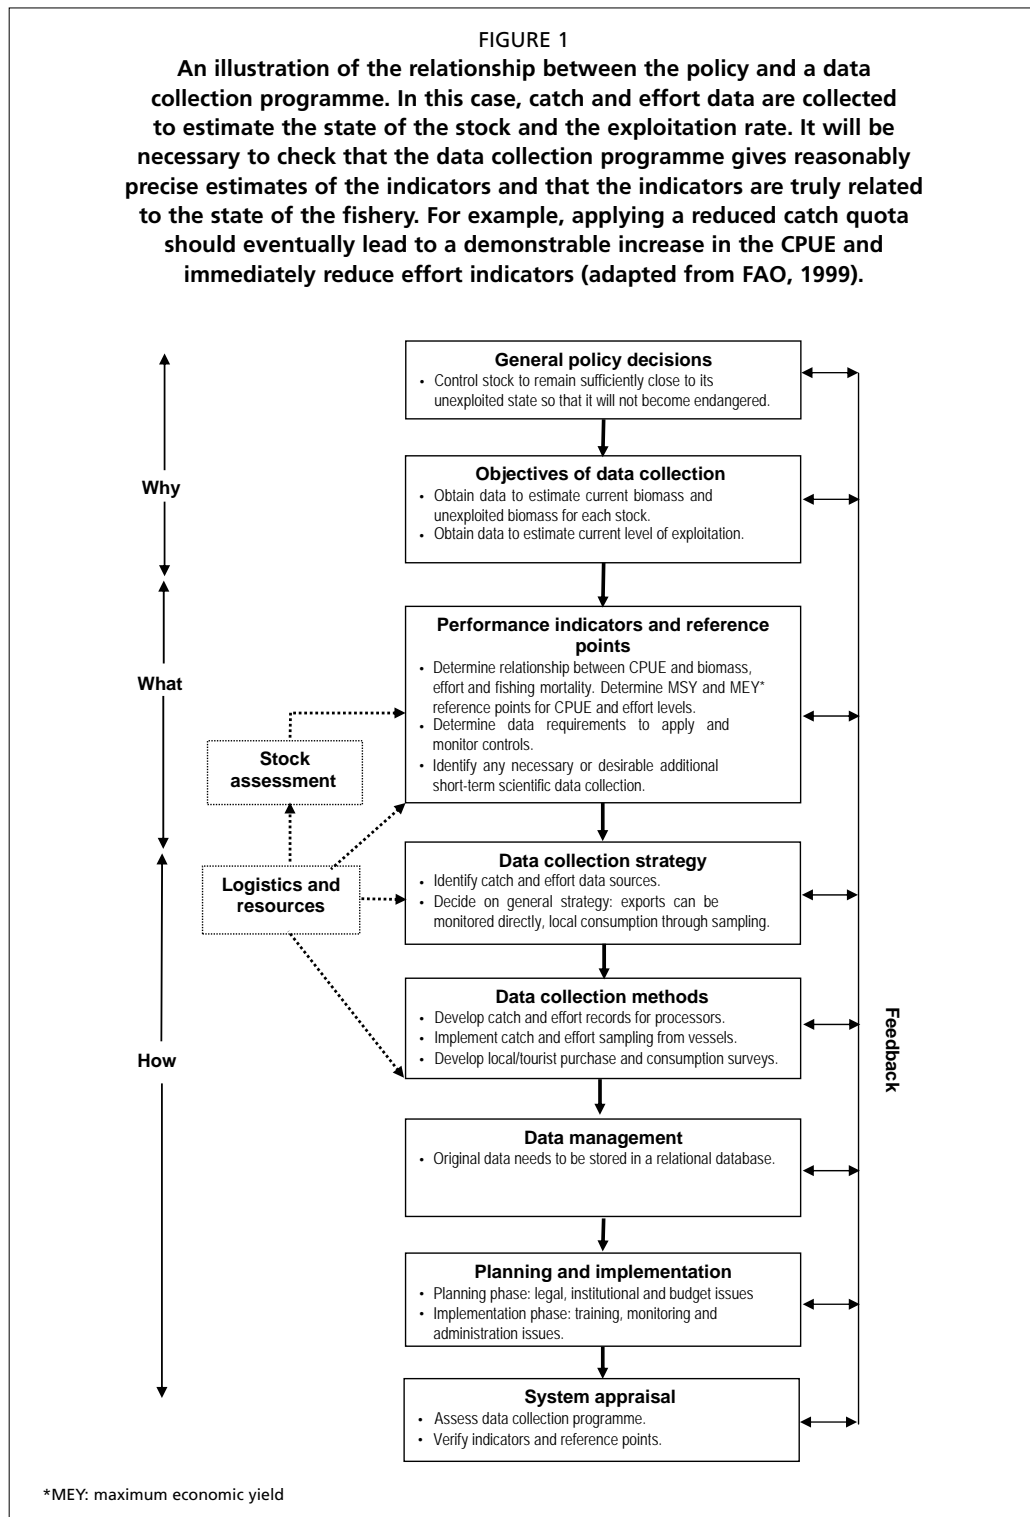 FIGURE 1
An illustration of the relationship between the policy and a data
collection programme. In this case, catch and effort data are collected
to estimate the state of the stock and the exploitation rate. It will be
necessary to check that the data collection programme gives reasonably
precise estimates of the indicators and that the indicators are truly related
to the state of the fishery. For example, applying a reduced catch quota
should eventually lead to a demonstrable increase in the CPUE and
immediately reduce effort indicators (adapted from FAO, 1999).
General policy decisions
• Control stock to remain sufficiently close to its
unexploited state so that it will not become endangered.
Why
Objectives of data collection
• Obtain data to estimate current biomass and
unexploited biomass for each stock.
• Obtain data to estimate current level of exploitation.
What
Performance indicators and reference
points
• Determine relationship between CPUE and biomass,
effort and fishing mortality. Determine MSY and MEY*
reference points for CPUE and effort levels.
• Determine data requirements to apply and
monitor controls.
• Identify any necessary or desirable additional
short-term scientific data collection.
Stock
assessment
Logistics and
resources
Data collection strategy
• Identify catch and effort data sources.
• Decide on general strategy: exports can be
monitored directly, local consumption through sampling.
How
Data collection methods
• Develop catch and effort records for processors.
• Implement catch and effort sampling from vessels.
• Develop local/tourist purchase and consumption surveys.
Feedback
Data management
• Original data needs to be stored in a relational database.
Planning and implementation
• Planning phase: legal, institutional and budget issues
• Implementation phase: training, monitoring and
administration issues.
System appraisal
• Assess data collection programme.
• Verify indicators and reference points.
*MEY: maximum economic yield